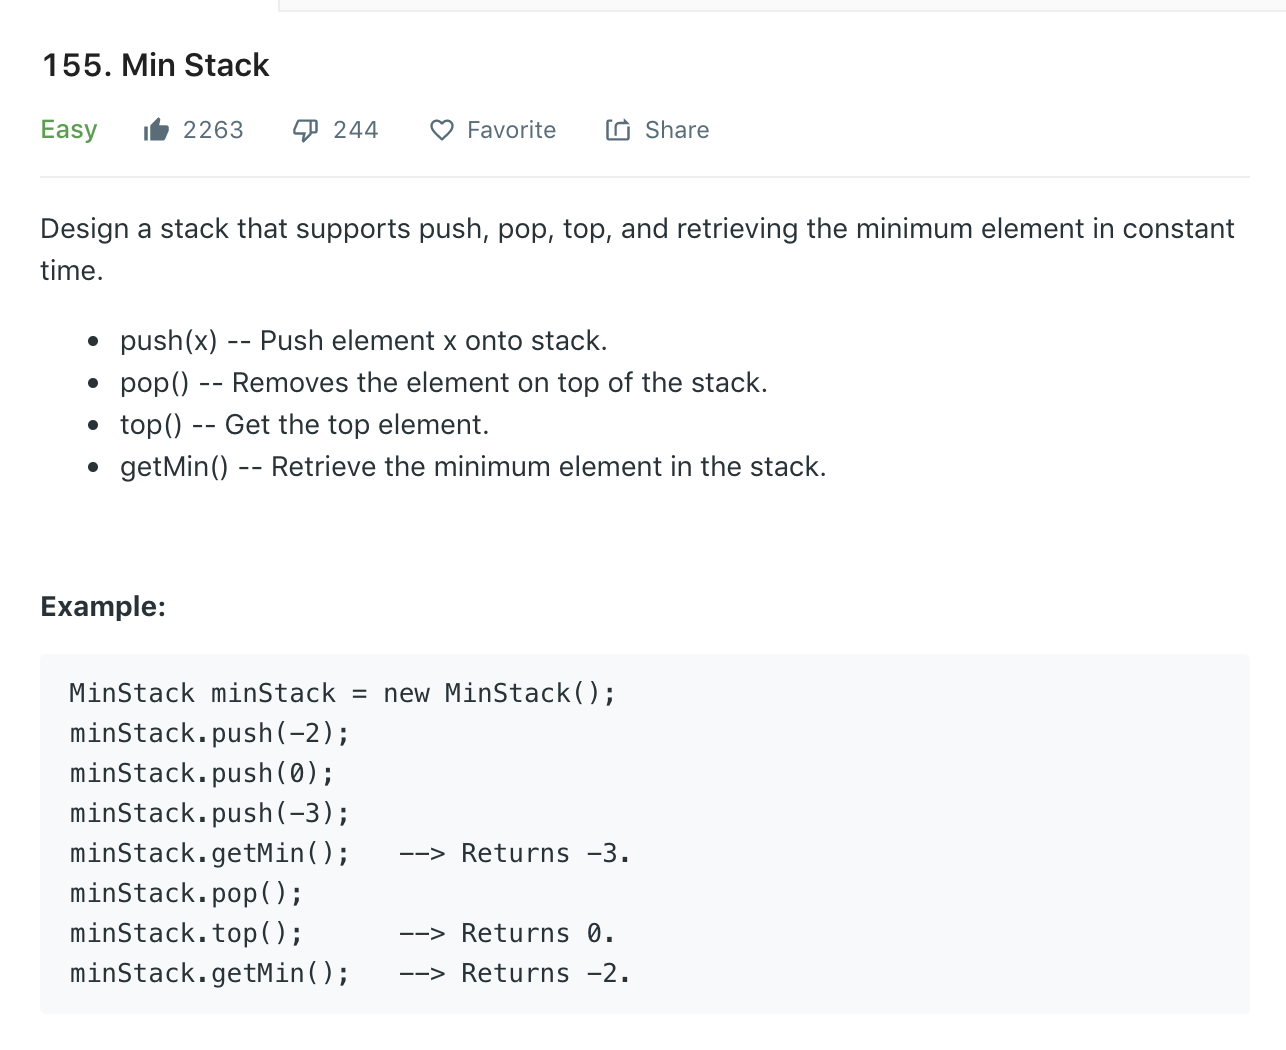 155. Min Stack
Easy 2263 244 Favorite Share
Design a stack that supports push, pop, top, and retrieving the minimum element in constant
time.
• push(x) -- Push element x onto stack.
• pop() -- Removes the element on top of the stack.
• top() -- Get the top element.
• getMin() -- Retrieve the minimum element in the stack.
Example:
MinStack minStack = new MinStack();
minStack.push(-2);
minStack.push(0);
minStack.push(-3);
minStack.getMin();   --> Returns -3.
minStack.pop();
minStack.top();      --> Returns 0.
minStack.getMin();   --> Returns -2.